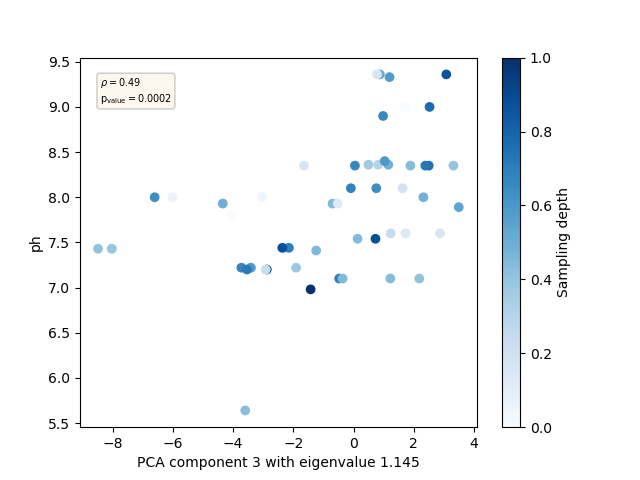 ρ = 0.49
p_value = 0.0002
9.5
9.0
8.5
8.0
7.5
7.0
6.5
6.0
5.5
ph
−8 −6 −4 −2 0 2 4
PCA component 3 with eigenvalue 1.145
1.0
0.8
0.6
0.4
0.2
0.0
Sampling depth